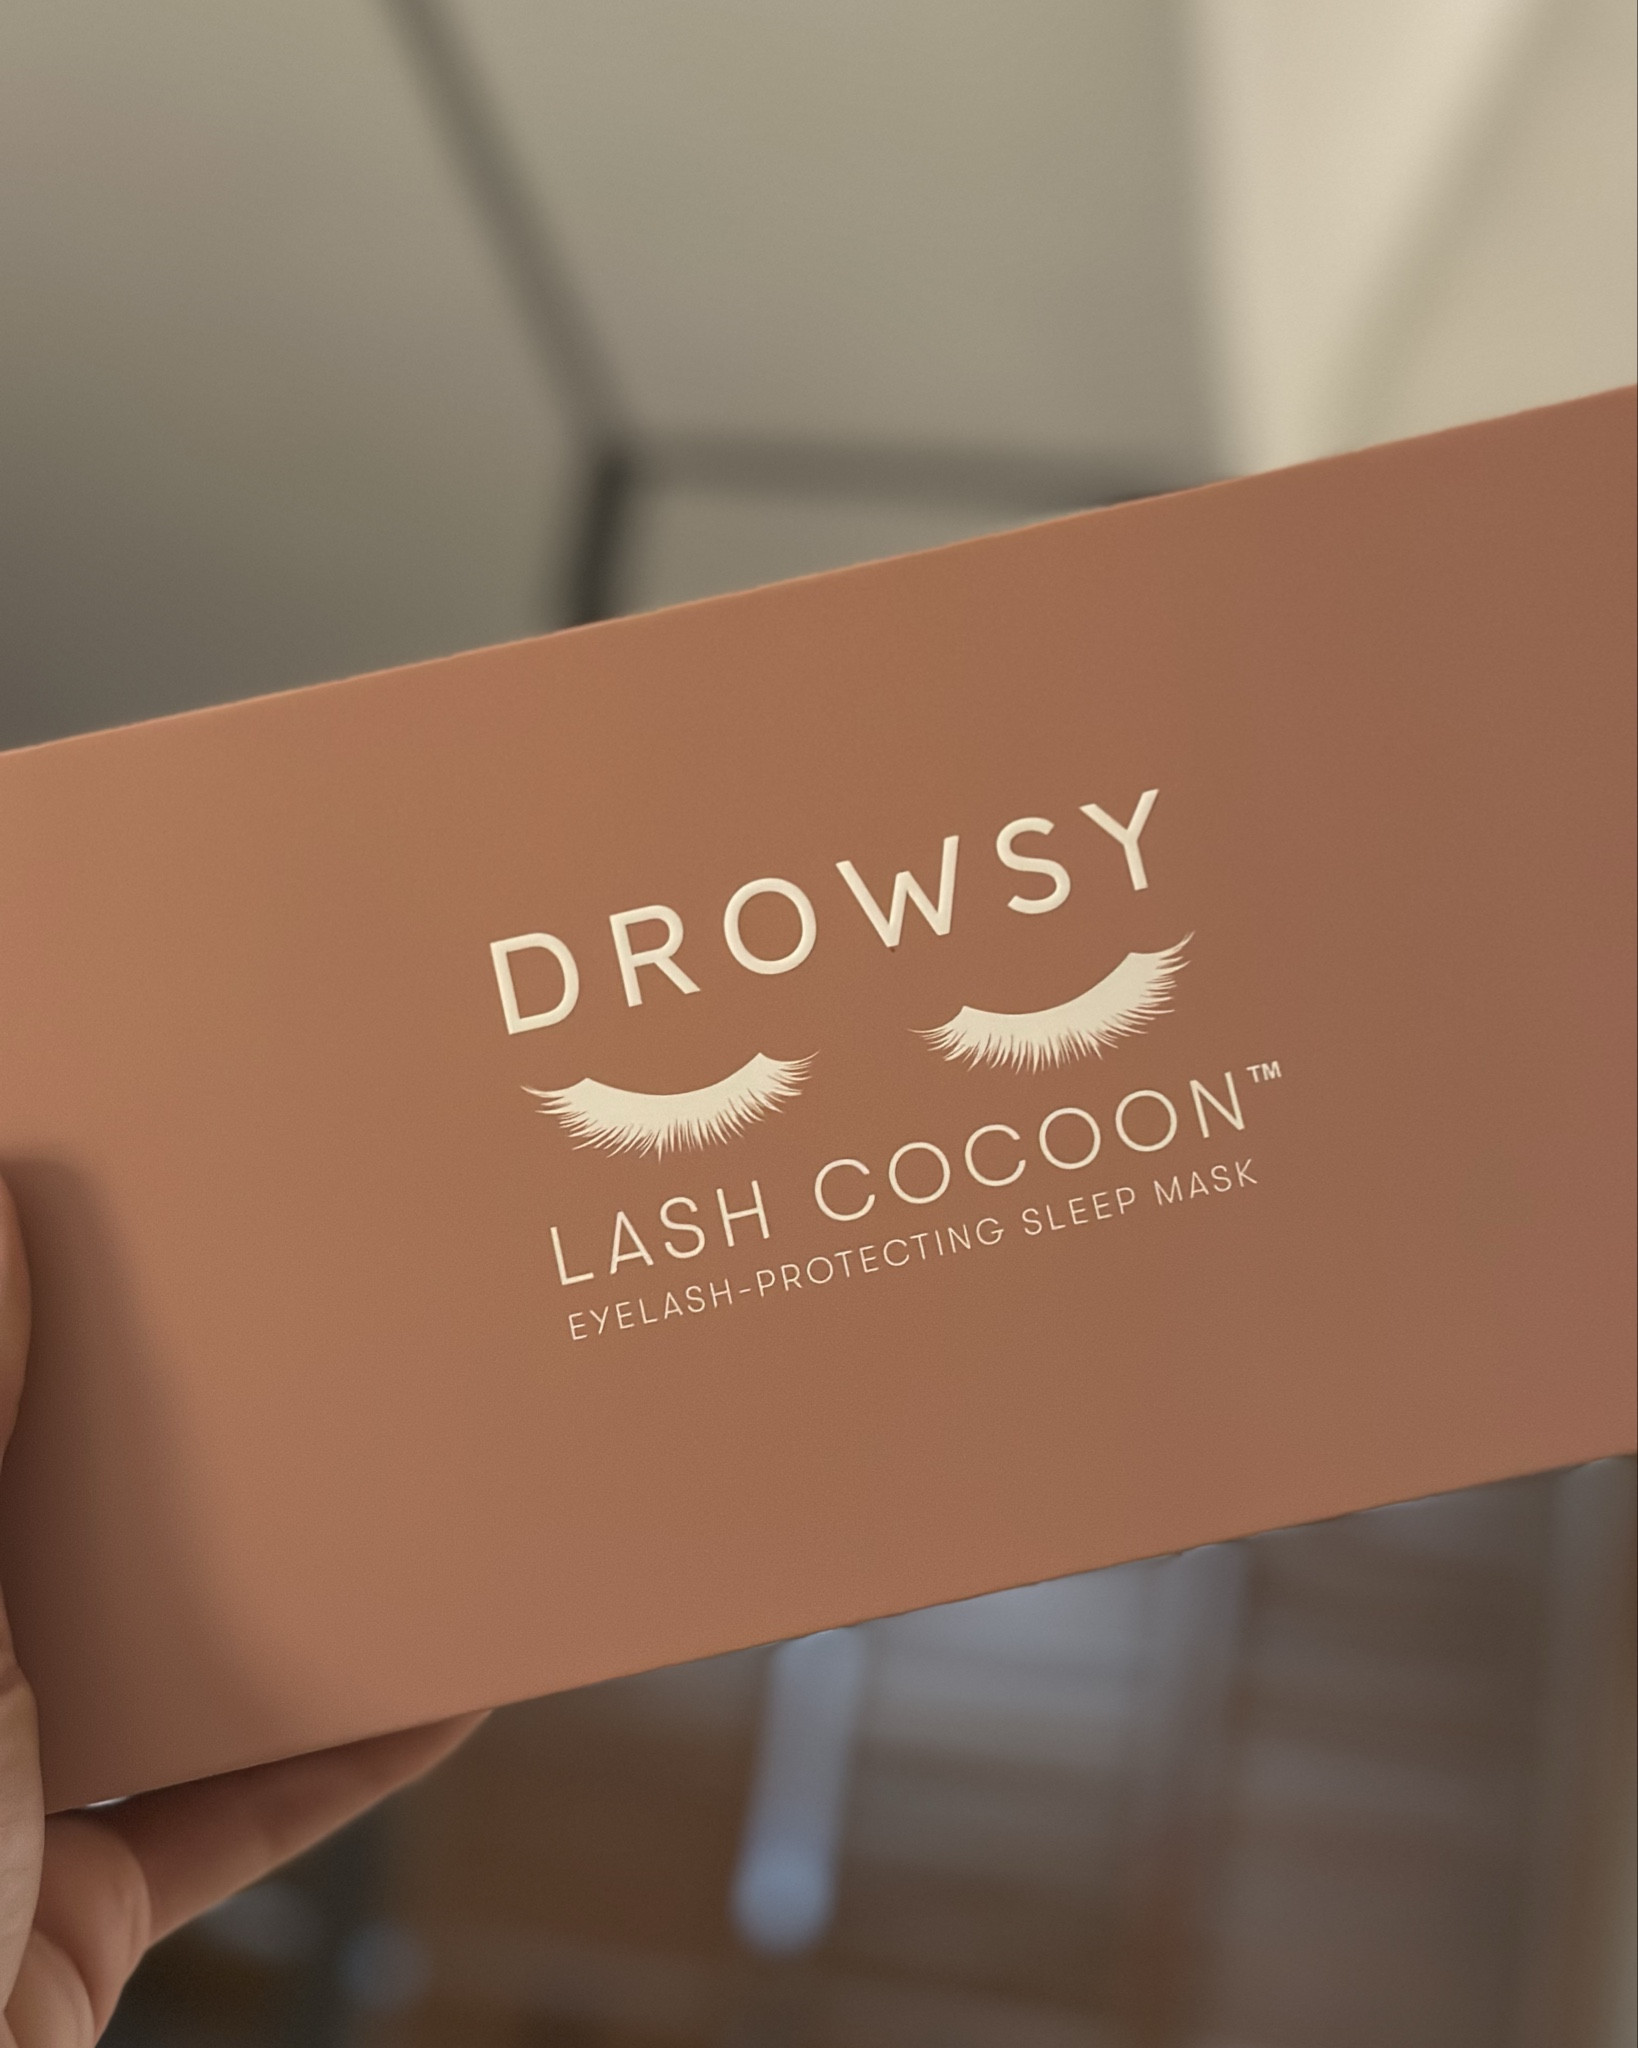 DROWSY
LASH COCOON™
EYELASH-PROTECTING SLEEP MASK